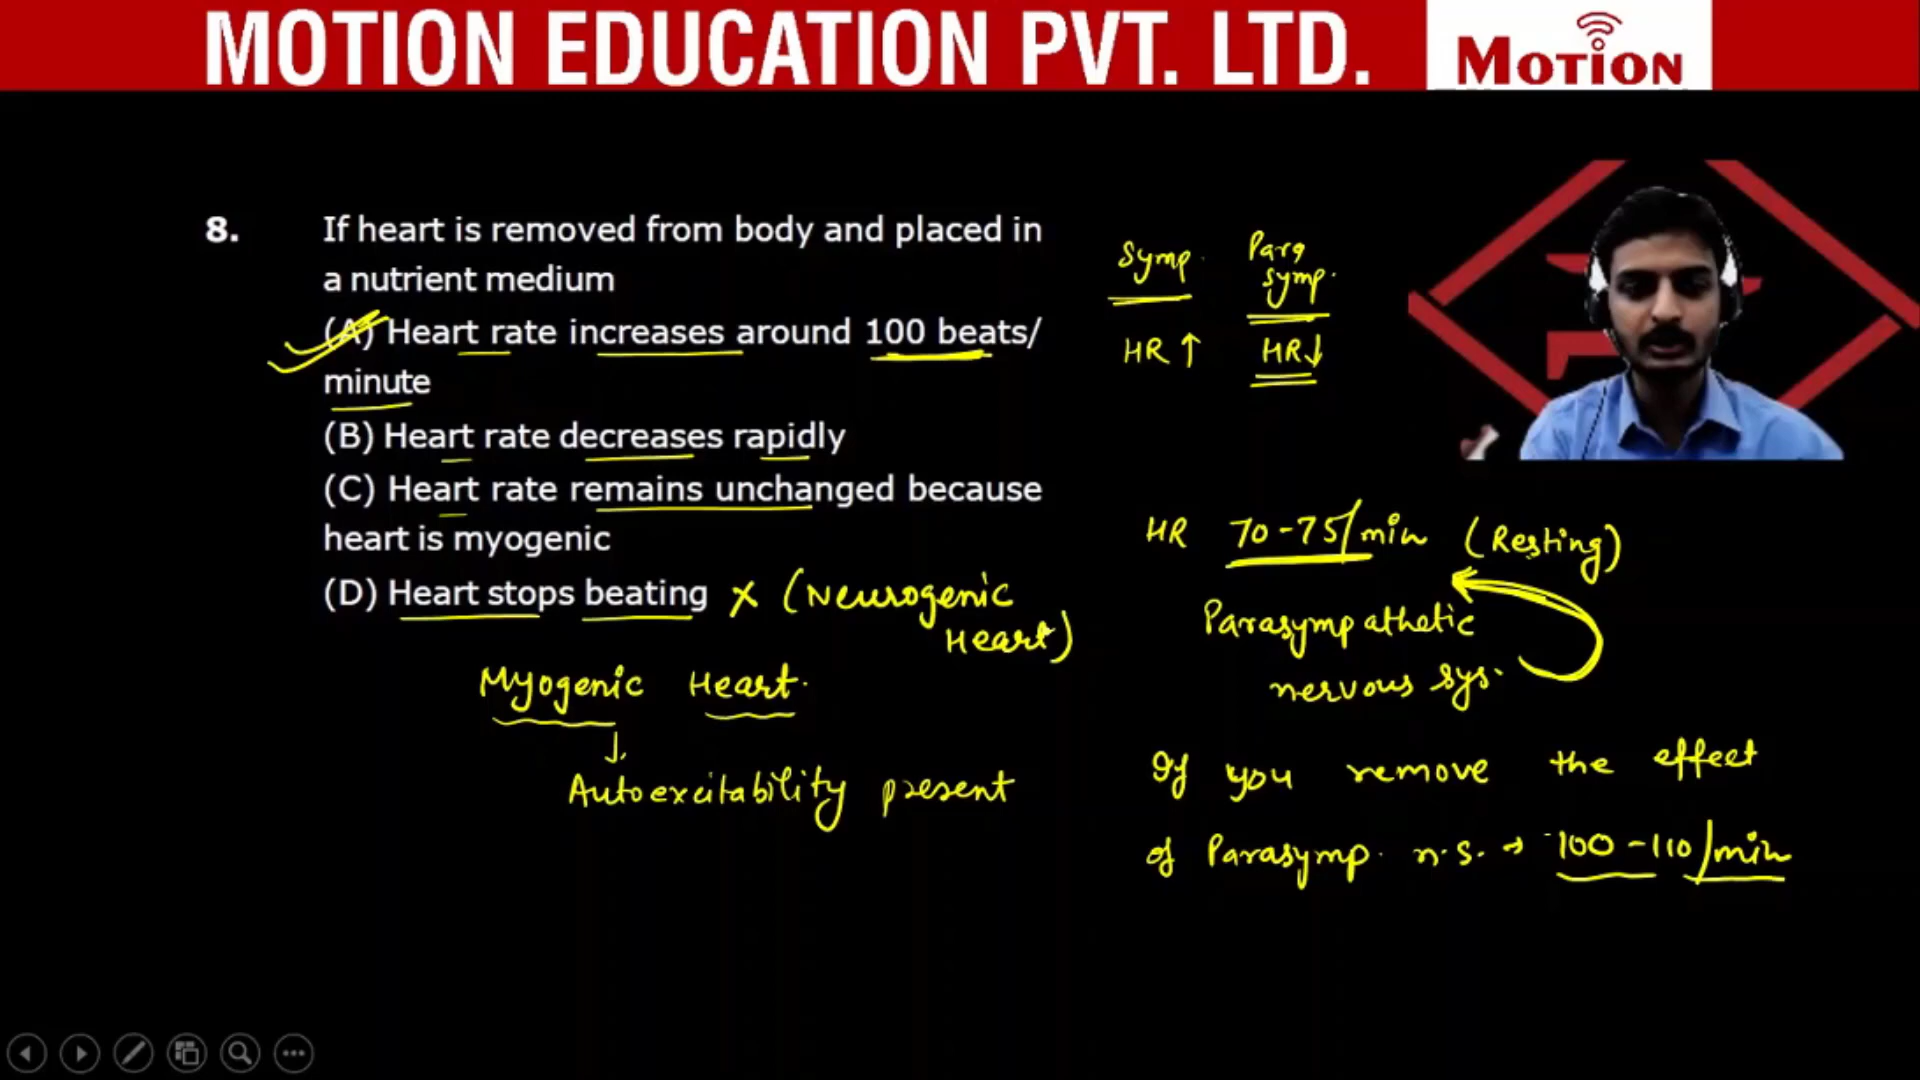 MOTION EDUCATION PVT. LTD.
MOTION
8. If heart is removed from body and placed in
a nutrient medium
(A) Heart rate increases around 100 beats/
minute
(B) Heart rate decreases rapidly
(C) Heart rate remains unchanged because
heart is myogenic
(D) Heart stops beating × (Neurogenic
Heart)
Myogenic Heart.
↓
Autoexcitability present
Symp. Para
symp.
HR ↑ HR↓
HR 70-75/min (Resting)
Parasympathetic
nervous sys.
If you remove the effect
of Parasymp. n.s. → 100-110/min